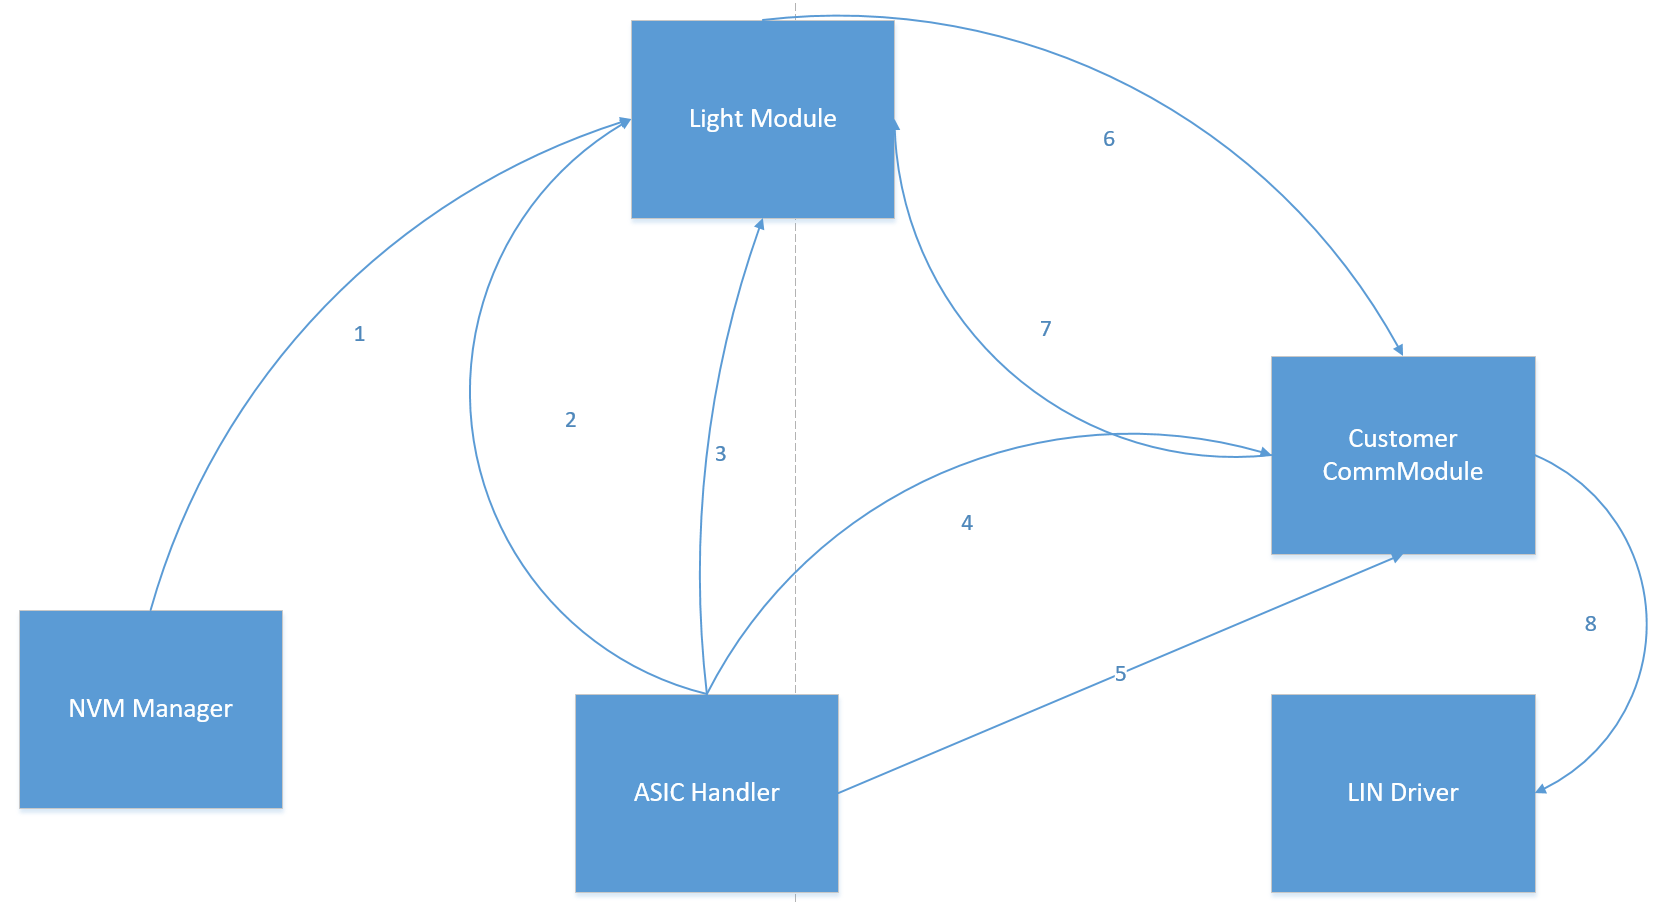 Light Module
6
1
7
2
Customer
CommModule
3
4
8
5
NVM Manager
ASIC Handler
LIN Driver